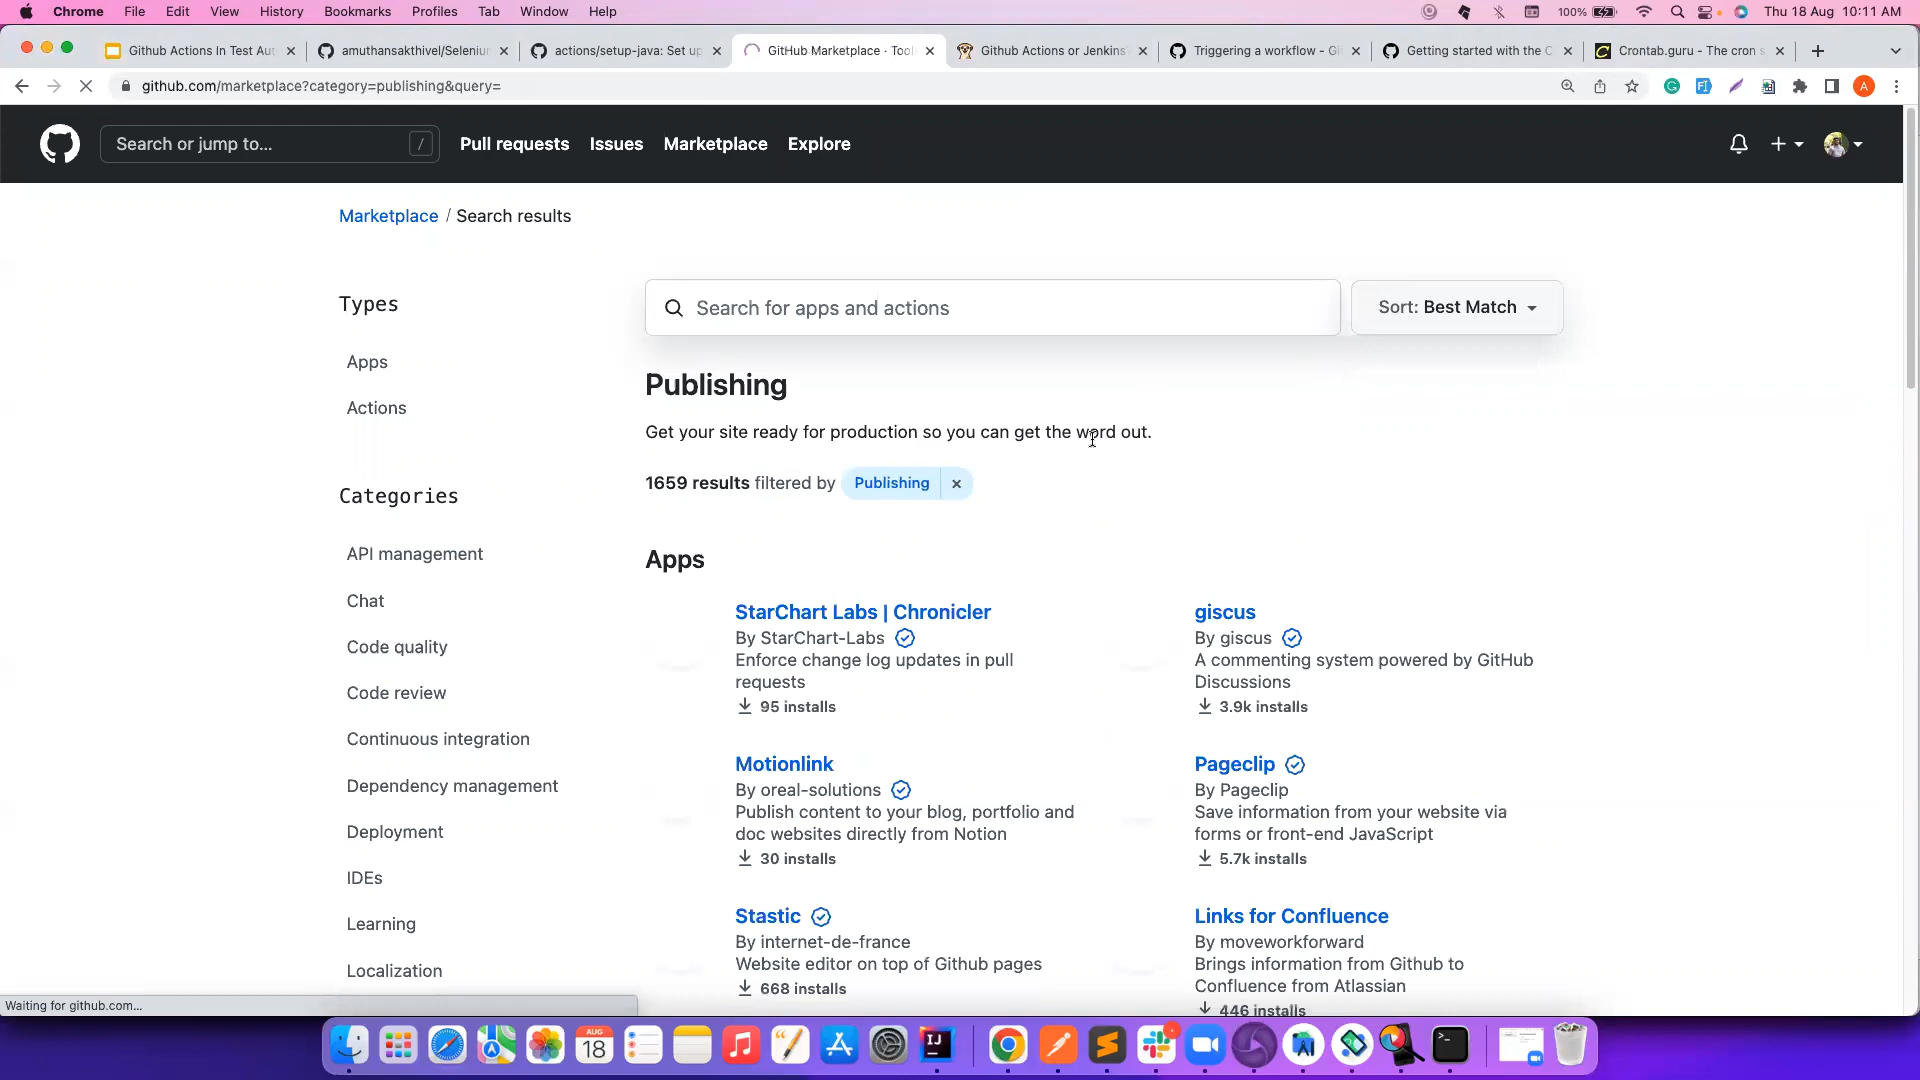 Chrome File Edit View History Bookmarks Profiles Tab Window Help 100% Thu 18 Aug 10:11 AM
Github Actions In Test Aut amuthansakthivel/Seleniun actions/setup-java: Set up GitHub Marketplace · Tool Github Actions or Jenkins Triggering a workflow - Gi Getting started with the C Crontab.guru - The cron s
github.com/marketplace?category=publishing&query= A
Search or jump to... / Pull requests Issues Marketplace Explore
Marketplace / Search results
Types
Apps
Actions
Categories
API management
Chat
Code quality
Code review
Continuous integration
Dependency management
Deployment
IDEs
Learning
Localization
Search for apps and actions
Sort: Best Match
Publishing
Get your site ready for production so you can get the word out.
1659 results filtered by Publishing ×
Apps
StarChart Labs | Chronicler
By StarChart-Labs
Enforce change log updates in pull
requests
95 installs
giscus
By giscus
A commenting system powered by GitHub
Discussions
3.9k installs
Motionlink
By oreal-solutions
Publish content to your blog, portfolio and
doc websites directly from Notion
30 installs
Pageclip
By Pageclip
Save information from your website via
forms or front-end JavaScript
5.7k installs
Stastic
By internet-de-france
Website editor on top of Github pages
668 installs
Links for Confluence
By moveworkforward
Brings information from Github to
Confluence from Atlassian
446 installs
Waiting for github.com...
AUG
18
IJ